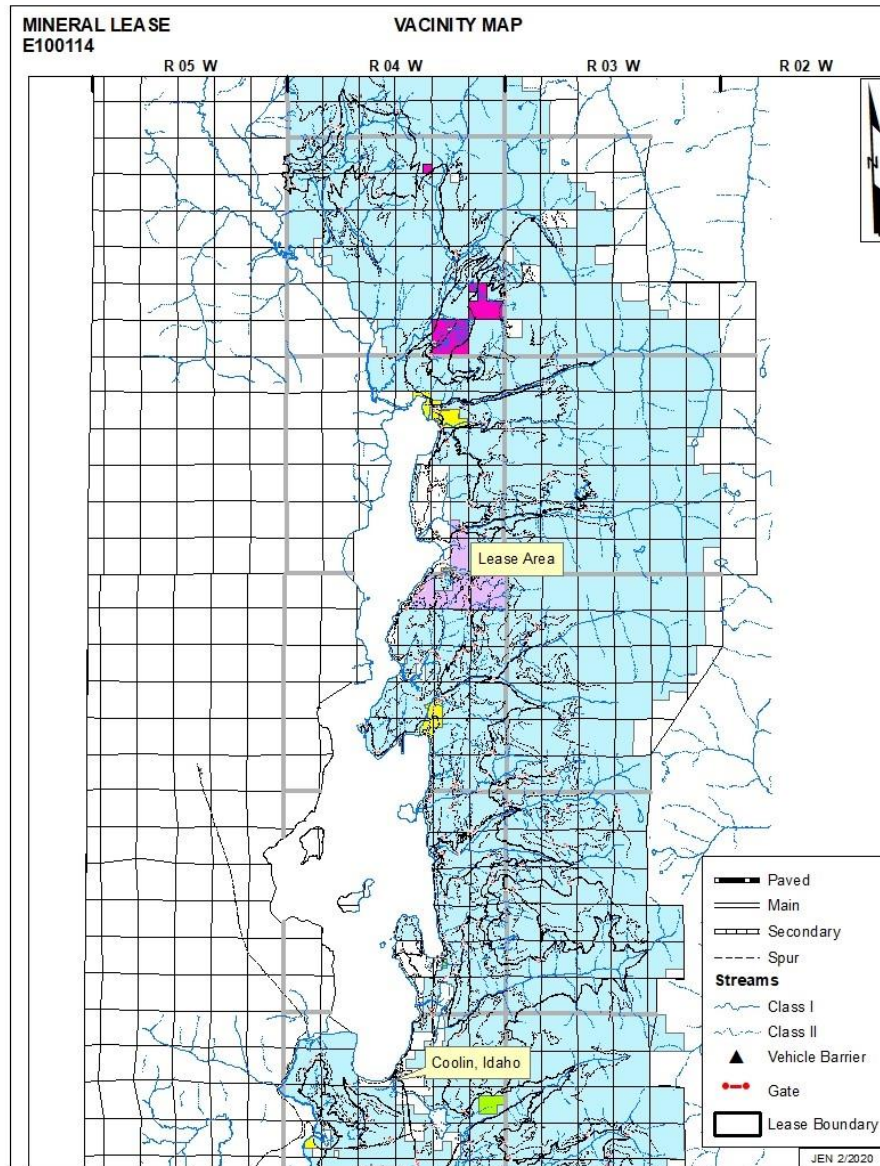 MINERAL LEASE
E100114
VACINITY MAP
R 05 W
R 04 W
R 03 W
R 02 W
N
Lease Area
Coolin, Idaho
Paved
Main
Secondary
Spur
Streams
Class I
Class II
Vehicle Barrier
Gate
Lease Boundary
JEN 2/2020